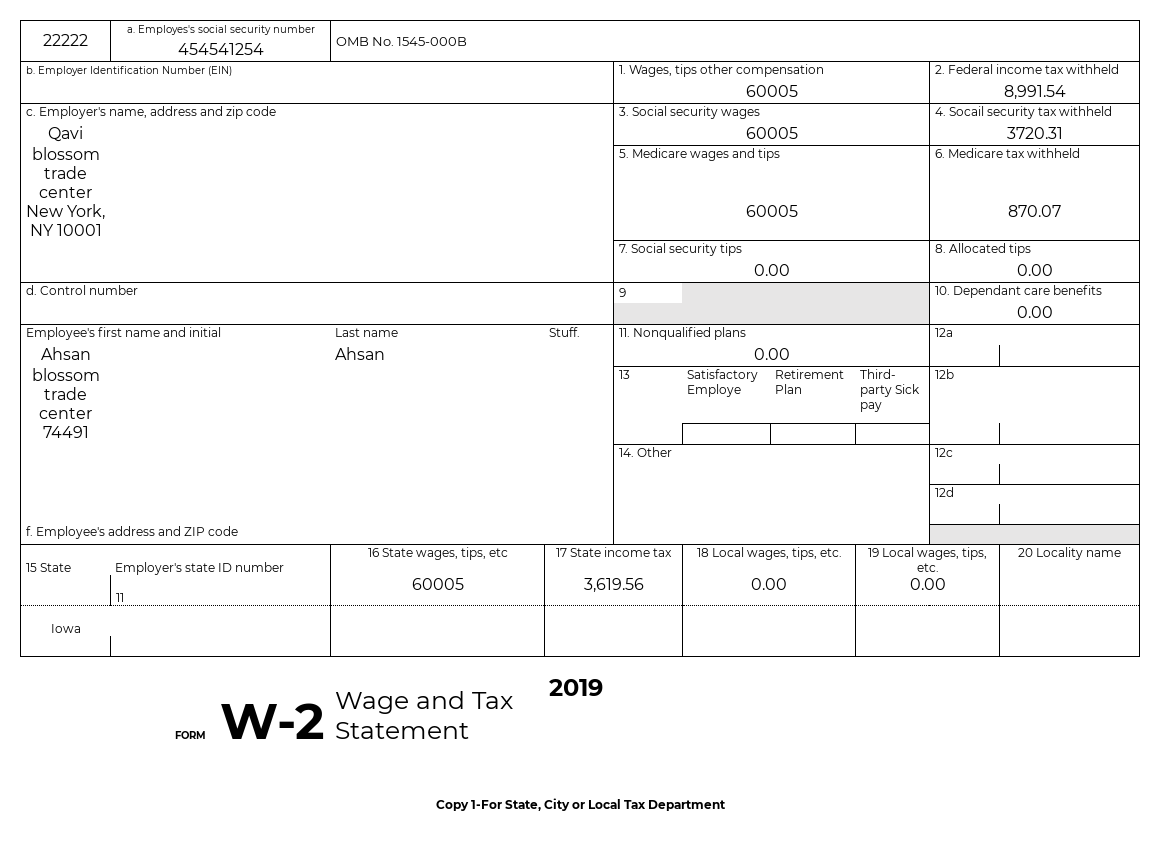 22222
a. Employes's social security number
454541254
OMB No. 1545-000B
b. Employer Identification Number (EIN)
1. Wages, tips other compensation
60005
2. Federal income tax withheld
8,991.54
c. Employer's name, address and zip code
Qavi
blossom
trade
center
New York,
NY 10001
3. Social security wages
60005
4. Socail security tax withheld
3720.31
5. Medicare wages and tips
60005
6. Medicare tax withheld
870.07
7. Social security tips
0.00
8. Allocated tips
0.00
d. Control number
9
10. Dependant care benefits
0.00
Employee's first name and initial
Last name
Stuff.
Ahsan
Ahsan
blossom
trade
center
74491
11. Nonqualified plans
0.00
12a
13
Satisfactory
Employe
Retirement
Plan
Third-
party Sick
pay
12b
14. Other
12c
12d
f. Employee's address and ZIP code
15 State
Employer's state ID number
11
16 State wages, tips, etc
60005
17 State income tax
3,619.56
18 Local wages, tips, etc.
0.00
19 Local wages, tips,
etc.
0.00
20 Locality name
Iowa
FORM
W-2
Wage and Tax
Statement
2019
Copy 1-For State, City or Local Tax Department